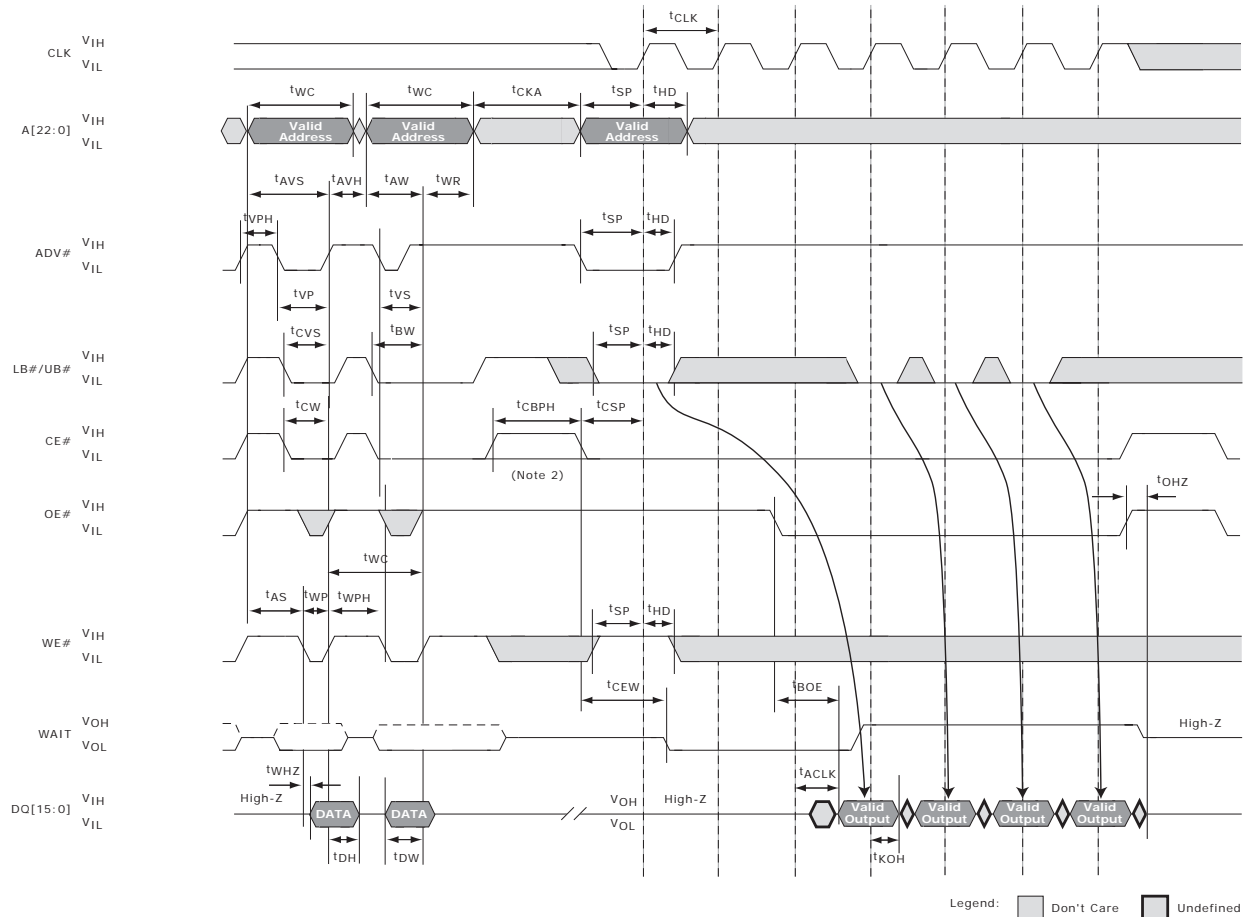 tCLK
CLK VIH
VIL
tWC tWC tCKA tSP tHD
A[22:0] VIH
VIL
Valid Address Valid Address Valid Address
tAVS tAVH tAW tWR
tVPH tSP tHD
ADV# VIH
VIL
tVP tVS
tCVS tBW tSP tHD
LB#/UB# VIH
VIL
tCW tCBPH tCSP
CE# VIH
VIL
(Note 2)
tOHZ
OE# VIH
VIL
tWC
tAS tWP tWPH tSP tHD
WE# VIH
VIL
tCEW tBOE
WAIT VOH
VOL
High-Z
tWHZ tACLK
DQ[15:0] VIH
VIL
High-Z DATA DATA VOH
VOL
High-Z Valid Output Valid Output Valid Output Valid Output
tDH tDW tKOH
Legend: Don't Care Undefined